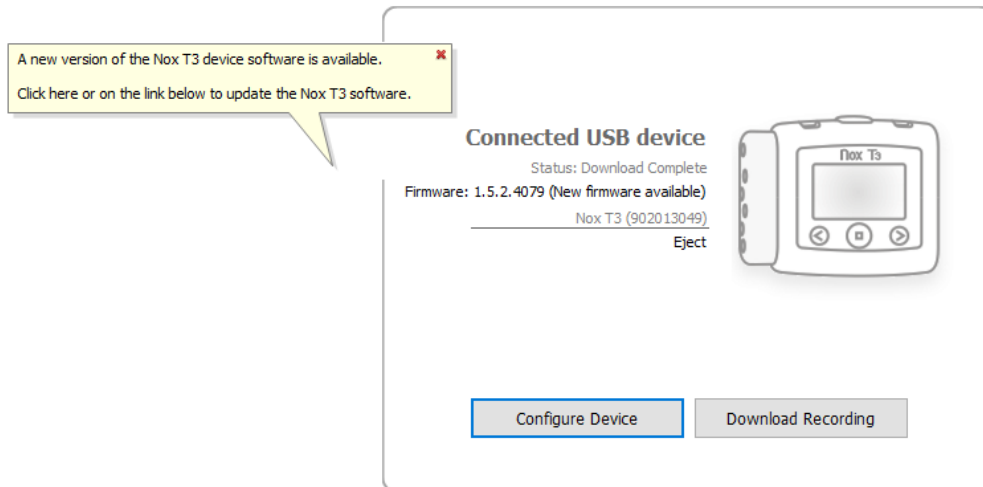 A new version of the Nox T3 device software is available.
Click here or on the link below to update the Nox T3 software.
Connected USB device
Status: Download Complete
Firmware: 1.5.2.4079 (New firmware available)
Nox T3 (902013049)
Eject
Nox T3
Configure Device
Download Recording